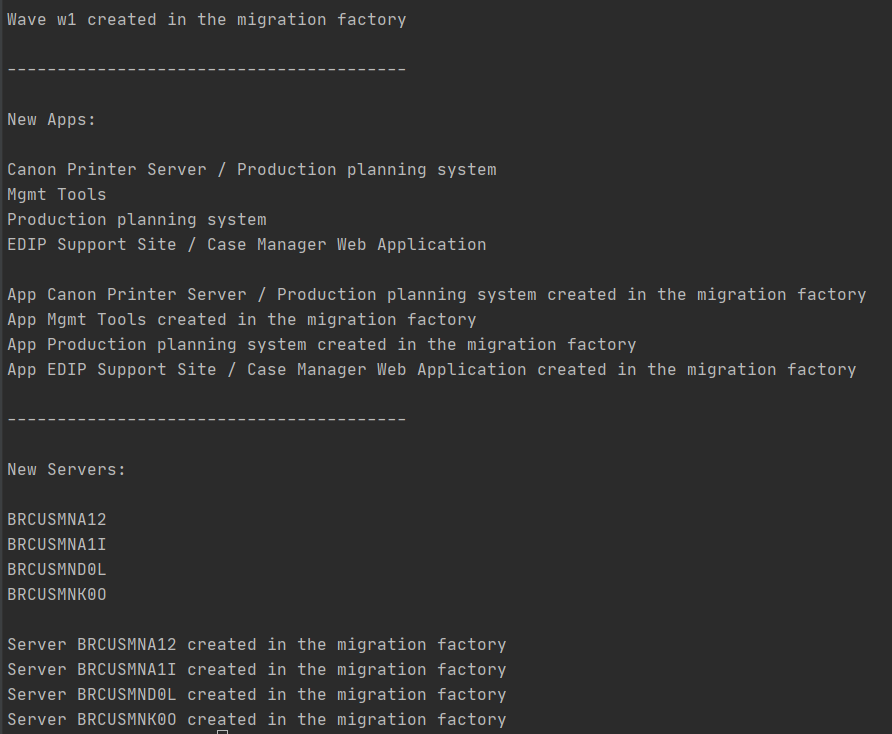 Wave w1 created in the migration factory
----------------------------------------
New Apps:
Canon Printer Server / Production planning system
Mgmt Tools
Production planning system
EDIP Support Site / Case Manager Web Application
App Canon Printer Server / Production planning system created in the migration factory
App Mgmt Tools created in the migration factory
App Production planning system created in the migration factory
App EDIP Support Site / Case Manager Web Application created in the migration factory
----------------------------------------
New Servers:
BRCUSMNA12
BRCUSMNA1I
BRCUSMND0L
BRCUSMNK0O
Server BRCUSMNA12 created in the migration factory
Server BRCUSMNA1I created in the migration factory
Server BRCUSMND0L created in the migration factory
Server BRCUSMNK0O created in the migration factory